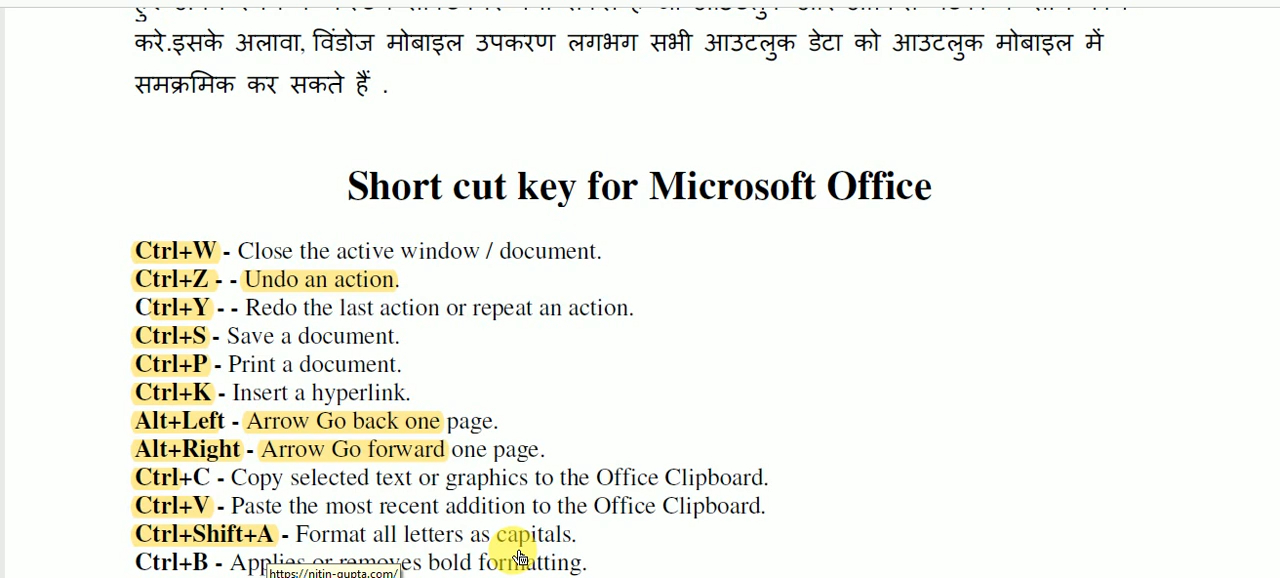 करे.इसके अलावा, विंडोज मोबाइल उपकरण लगभग सभी आउटलुक डेटा को आउटलुक मोबाइल में
समक्रमिक कर सकते हैं .
Short cut key for Microsoft Office
Ctrl+W - Close the active window / document.
Ctrl+Z - - Undo an action.
Ctrl+Y - - Redo the last action or repeat an action.
Ctrl+S - Save a document.
Ctrl+P - Print a document.
Ctrl+K - Insert a hyperlink.
Alt+Left - Arrow Go back one page.
Alt+Right - Arrow Go forward one page.
Ctrl+C - Copy selected text or graphics to the Office Clipboard.
Ctrl+V - Paste the most recent addition to the Office Clipboard.
Ctrl+Shift+A - Format all letters as capitals.
Ctrl+B - Applies or removes bold formatting.
https://nitin-gupta.com/